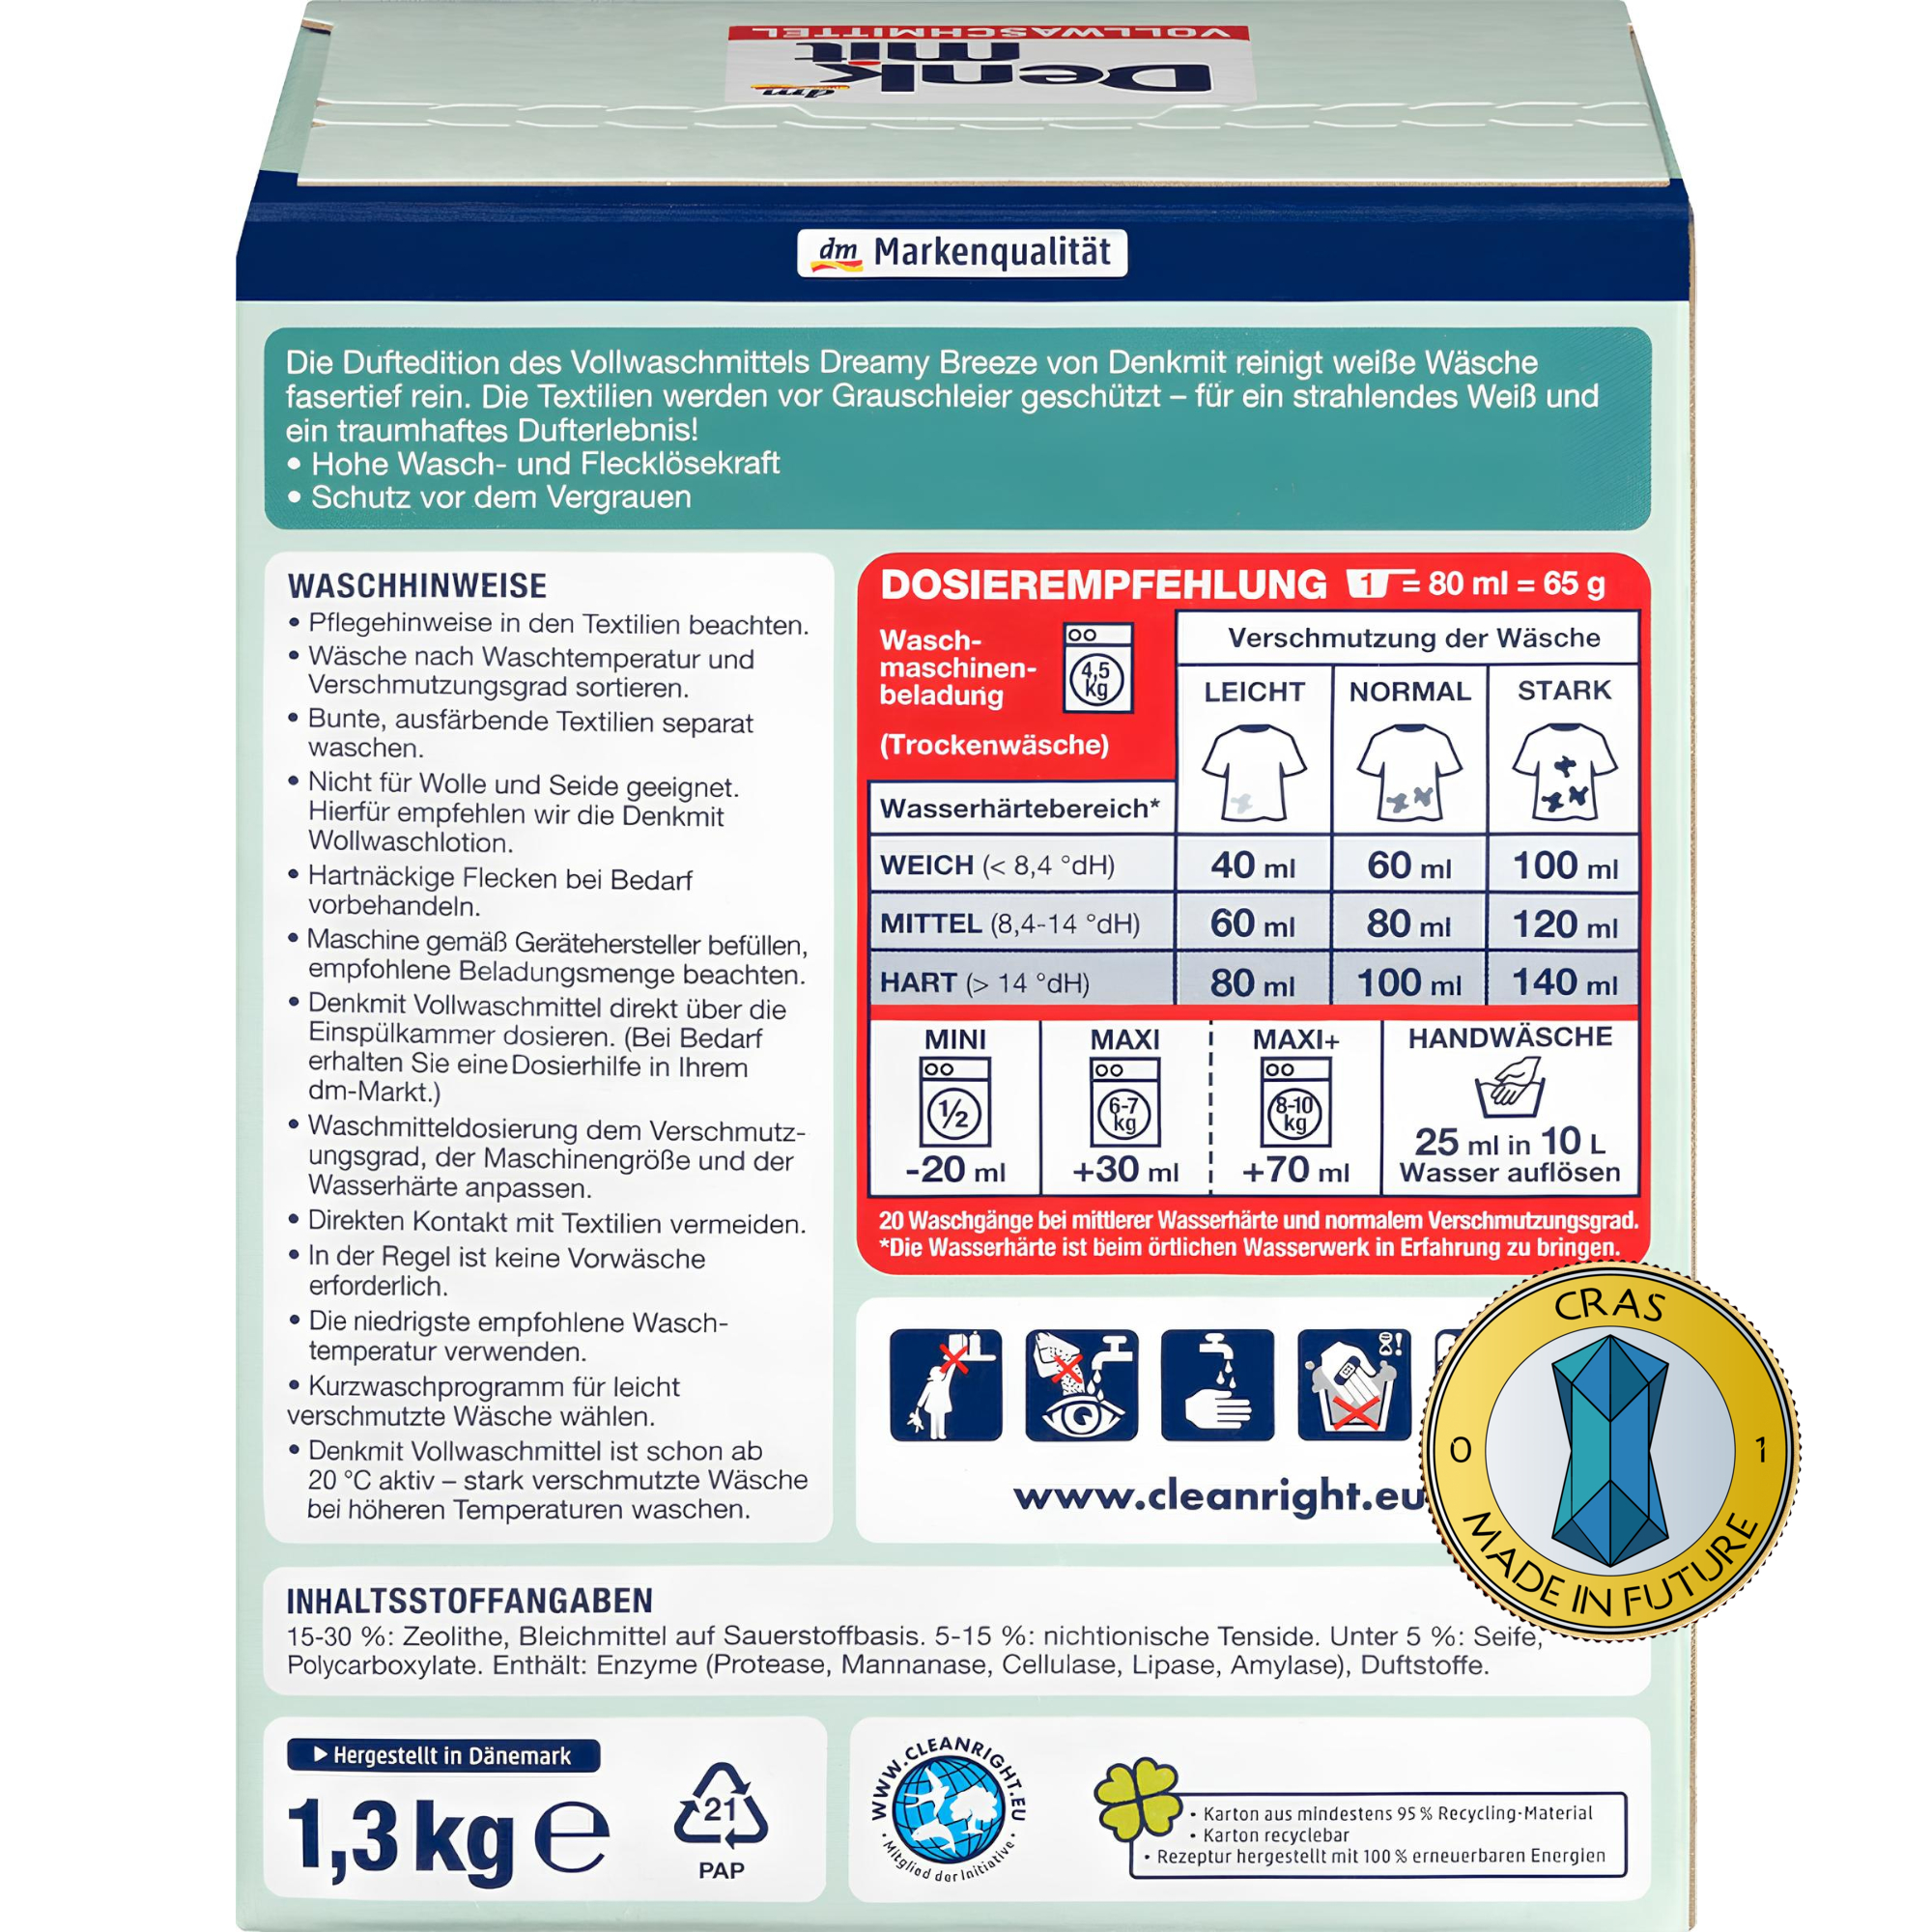 VOLLWASCHMITTEL
Denk
mit
dm
dm Markenqualität
Die Duftedition des Vollwaschmittels Dreamy Breeze von Denkmit reinigt weiße Wäsche
fasertief rein. Die Textilien werden vor Grauschleier geschützt – für ein strahlendes Weiß und
ein traumhaftes Dufterlebnis!
• Hohe Wasch- und Flecklösekraft
• Schutz vor dem Vergrauen
WASCHHINWEISE
• Pflegehinweise in den Textilien beachten.
• Wäsche nach Waschtemperatur und
Verschmutzungsgrad sortieren.
• Bunte, ausfärbende Textilien separat
waschen.
• Nicht für Wolle und Seide geeignet.
Hierfür empfehlen wir die Denkmit
Wollwaschlotion.
• Hartnäckige Flecken bei Bedarf
vorbehandeln.
• Maschine gemäß Gerätehersteller befüllen,
empfohlene Beladungsmenge beachten.
• Denkmit Vollwaschmittel direkt über die
Einspülkammer dosieren. (Bei Bedarf
erhalten Sie eine Dosierhilfe in Ihrem
dm-Markt.)
• Waschmitteldosierung dem Verschmutz-
ungsgrad, der Maschinengröße und der
Wasserhärte anpassen.
• Direkten Kontakt mit Textilien vermeiden.
• In der Regel ist keine Vorwäsche
erforderlich.
• Die niedrigste empfohlene Wasch-
temperatur verwenden.
• Kurzwaschprogramm für leicht
verschmutzte Wäsche wählen.
• Denkmit Vollwaschmittel ist schon ab
20 °C aktiv – stark verschmutzte Wäsche
bei höheren Temperaturen waschen.
DOSIEREMPFEHLUNG 1 = 80 ml = 65 g
Wasch-
maschinen-
beladung
4,5
kg
(Trockenwäsche)
Verschmutzung der Wäsche
LEICHT NORMAL STARK
Wasserhärtebereich*
WEICH (< 8,4 °dH) 40 ml 60 ml 100 ml
MITTEL (8,4-14 °dH) 60 ml 80 ml 120 ml
HART (> 14 °dH) 80 ml 100 ml 140 ml
MINI MAXI MAXI+ HANDWÄSCHE
½ 6-7 kg 8-10 kg
-20 ml +30 ml +70 ml
25 ml in 10 L
Wasser auflösen
20 Waschgänge bei mittlerer Wasserhärte und normalem Verschmutzungsgrad.
*Die Wasserhärte ist beim örtlichen Wasserwerk in Erfahrung zu bringen.
www.cleanright.eu
CRAS
0 1
MADE IN FUTURE
INHALTSSTOFFANGABEN
15-30 %: Zeolithe, Bleichmittel auf Sauerstoffbasis. 5-15 %: nichtionische Tenside. Unter 5 %: Seife,
Polycarboxylate. Enthält: Enzyme (Protease, Mannanase, Cellulase, Lipase, Amylase), Duftstoffe.
Hergestellt in Dänemark
1,3 kg e
21
PAP
WWW.CLEANRIGHT.EU
• Mitglied der Initiative •
• Karton aus mindestens 95 % Recycling-Material
• Karton recyclebar
• Rezeptur hergestellt mit 100 % erneuerbaren Energien